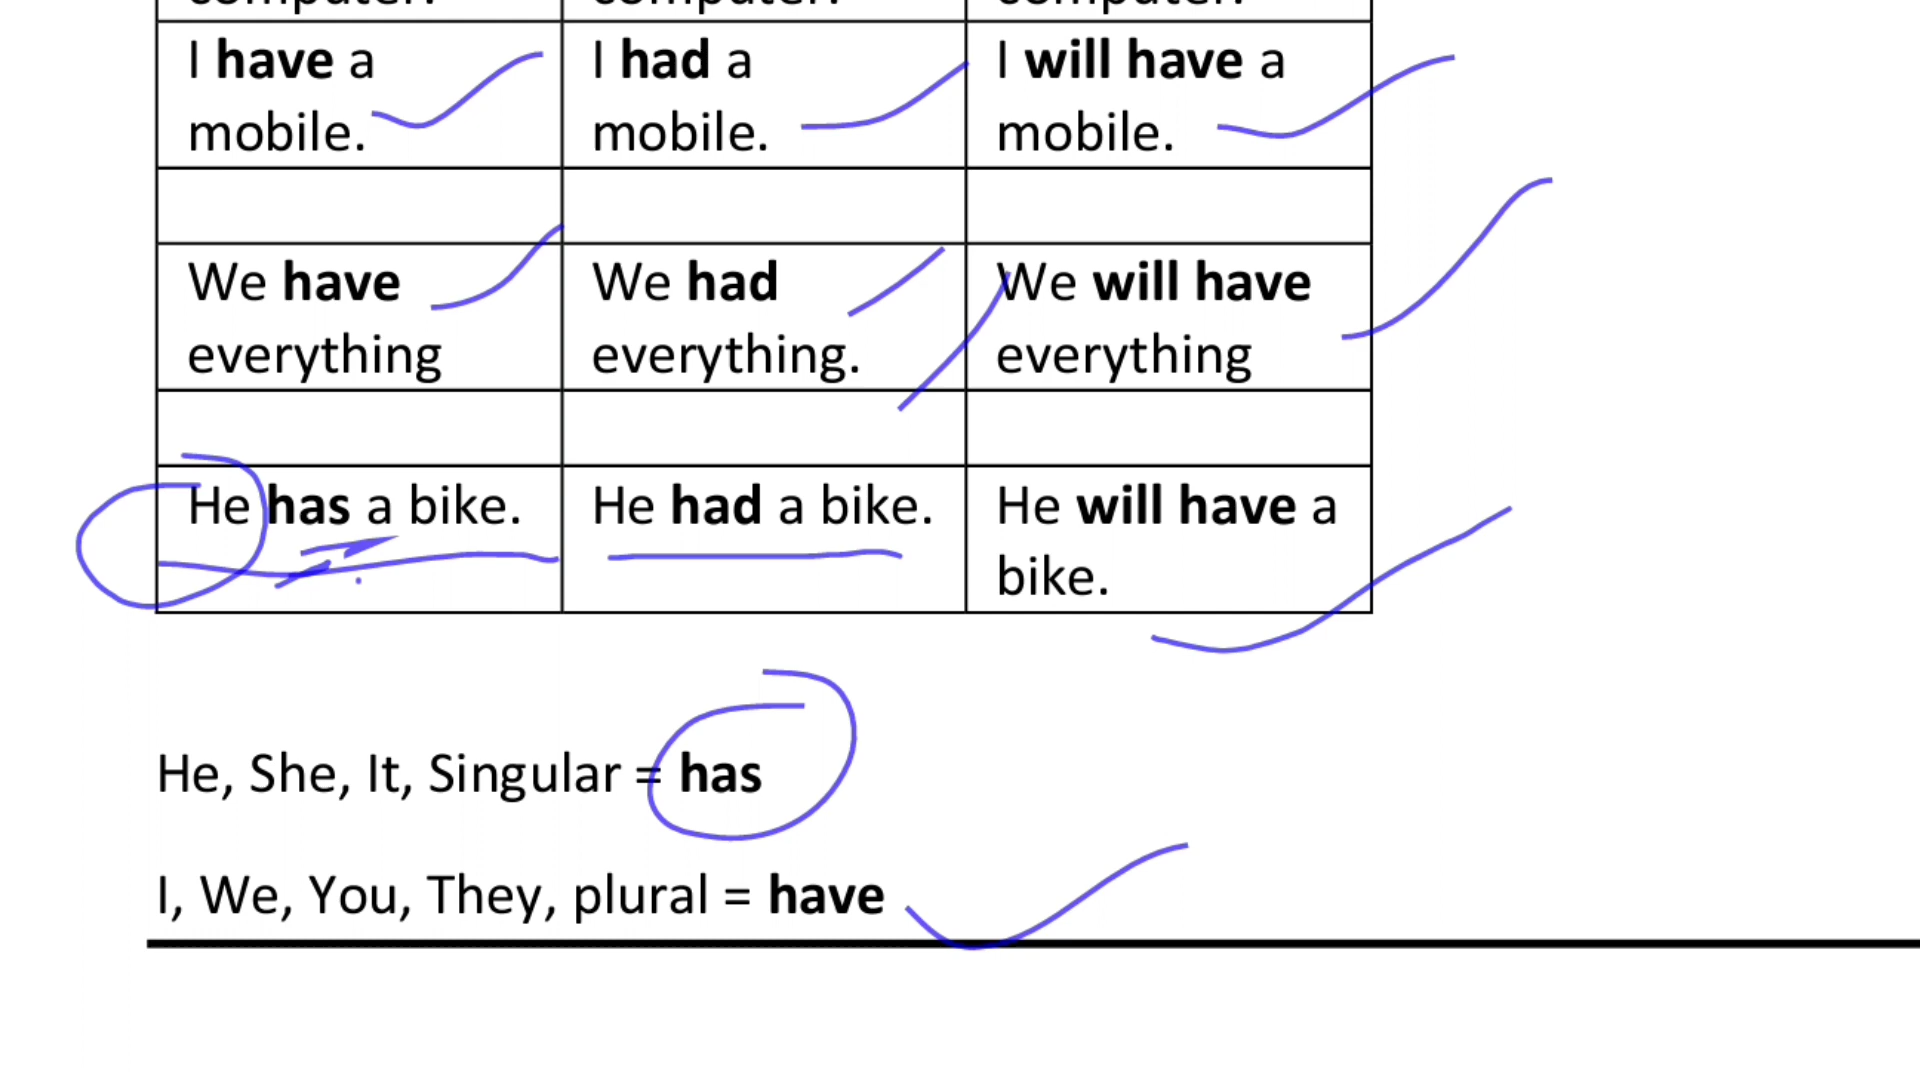 I have a
mobile.
I had a
mobile.
I will have a
mobile.
We have
everything
We had
everything.
We will have
everything
He has a bike.
He had a bike.
He will have a
bike.
He, She, It, Singular = has
I, We, You, They, plural = have